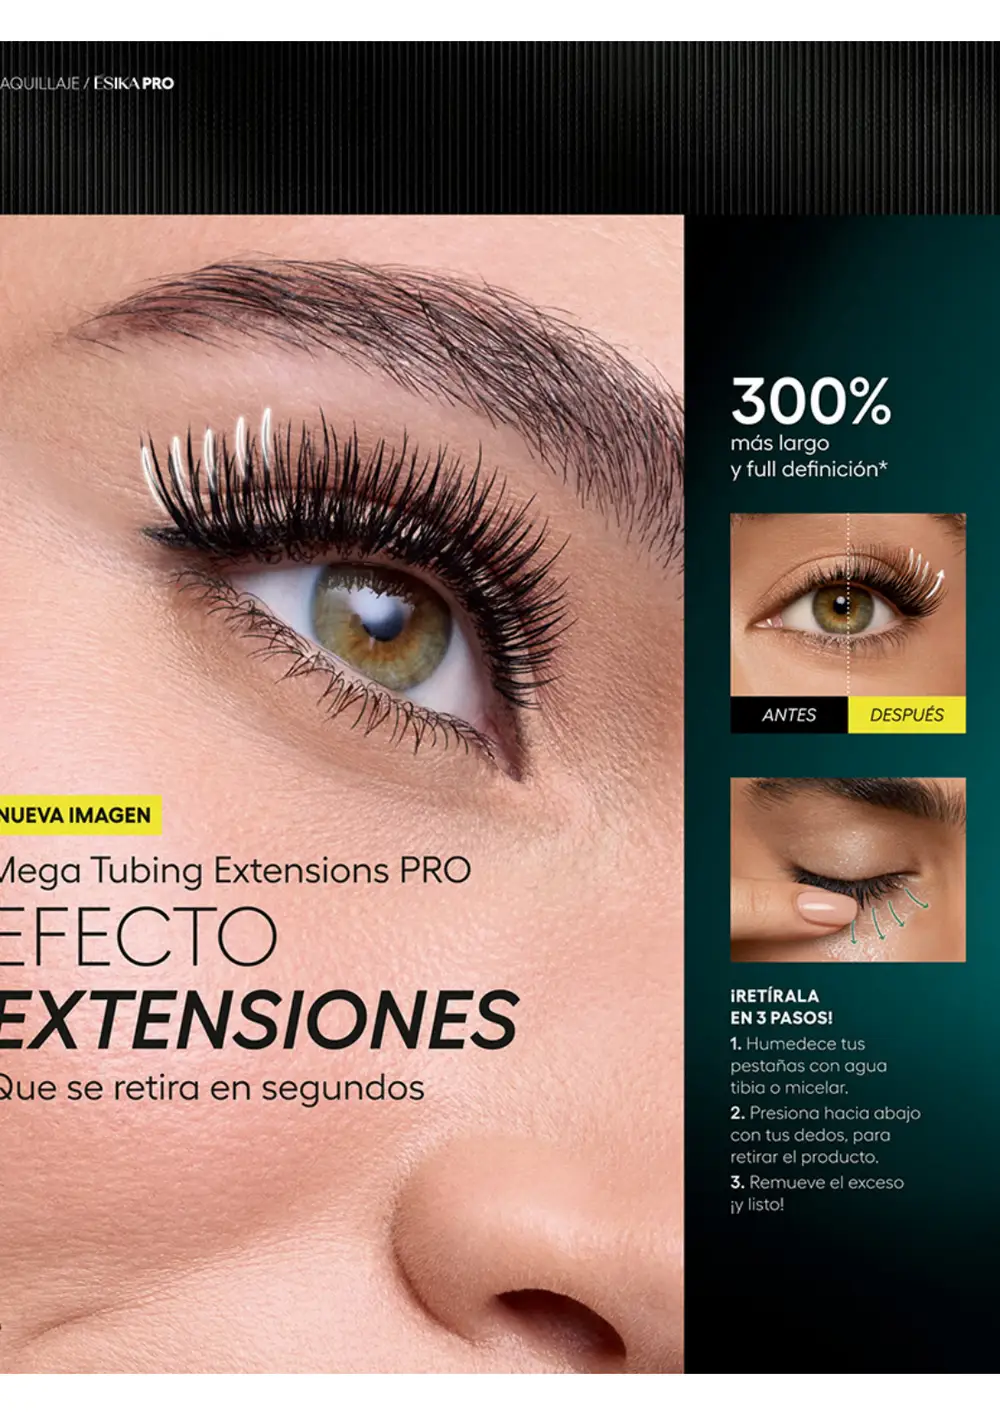 AQUILLAJE / ÉSIKA PRO
300%
más largo
y full definición*
ANTES
DESPUÉS
NUEVA IMAGEN
Mega Tubing Extensions PRO
EFECTO
EXTENSIONES
Que se retira en segundos
¡RETÍRALA
EN 3 PASOS!
1. Humedece tus
pestañas con agua
tibia o micelar.
2. Presiona hacia abajo
con tus dedos, para
retirar el producto.
3. Remueve el exceso
¡y listo!